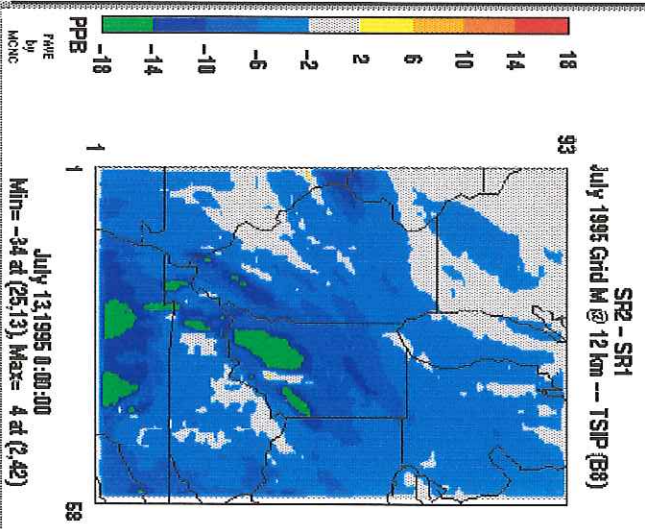 SR2 - SR1
July 1995 Grid M @ 12 km --- TSIP (B8)
18
14
10
6
2
-2
-6
-10
-14
-18
PPB
PAVE
by
MCNC
93
1
1
58
July 13,1995 0:00:00
Min= -34 at (25,13), Max= 4 at (2,42)